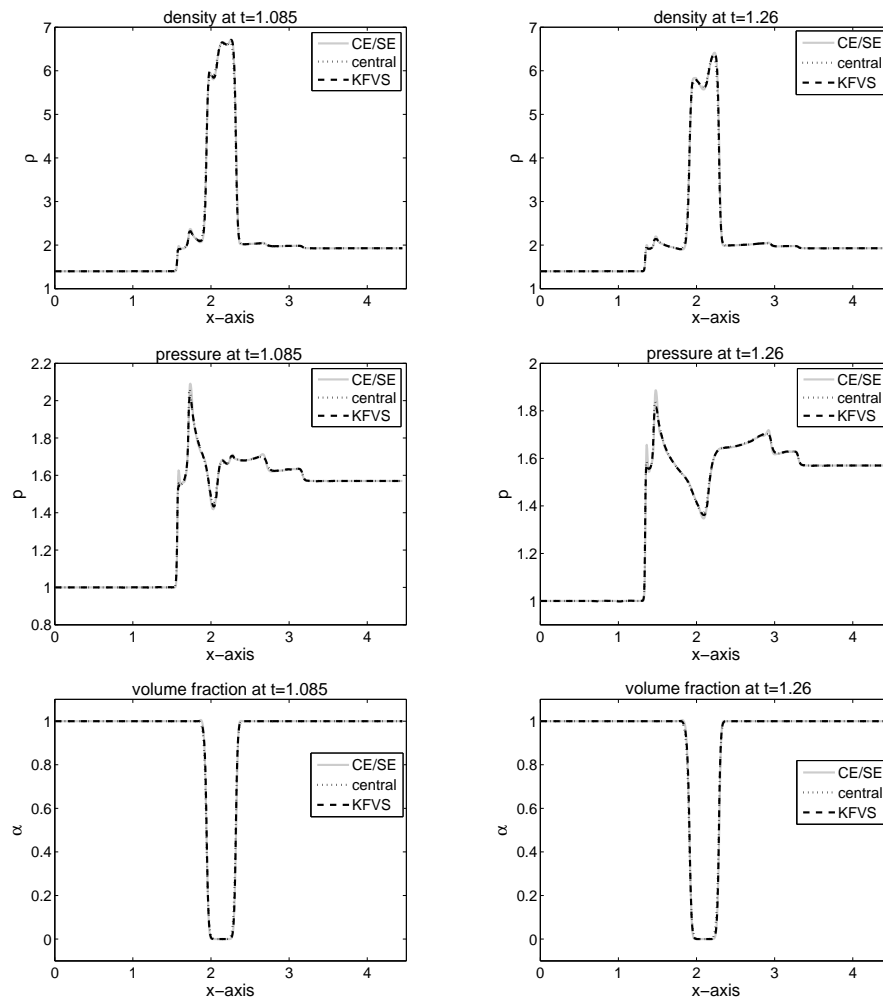 density at t=1.085
7
6
5
4
3
2
1
ρ
CE/SE
central
KFVS
0 1 2 3 4
x−axis
density at t=1.26
7
6
5
4
3
2
1
ρ
CE/SE
central
KFVS
0 1 2 3 4
x−axis
pressure at t=1.085
2.2
2
1.8
1.6
1.4
1.2
1
0.8
p
CE/SE
central
KFVS
0 1 2 3 4
x−axis
pressure at t=1.26
2
1.8
1.6
1.4
1.2
1
p
CE/SE
central
KFVS
0 1 2 3 4
x−axis
volume fraction at t=1.085
1
0.8
0.6
0.4
0.2
0
α
CE/SE
central
KFVS
0 1 2 3 4
x−axis
volume fraction at t=1.26
1
0.8
0.6
0.4
0.2
0
α
CE/SE
central
KFVS
0 1 2 3 4
x−axis